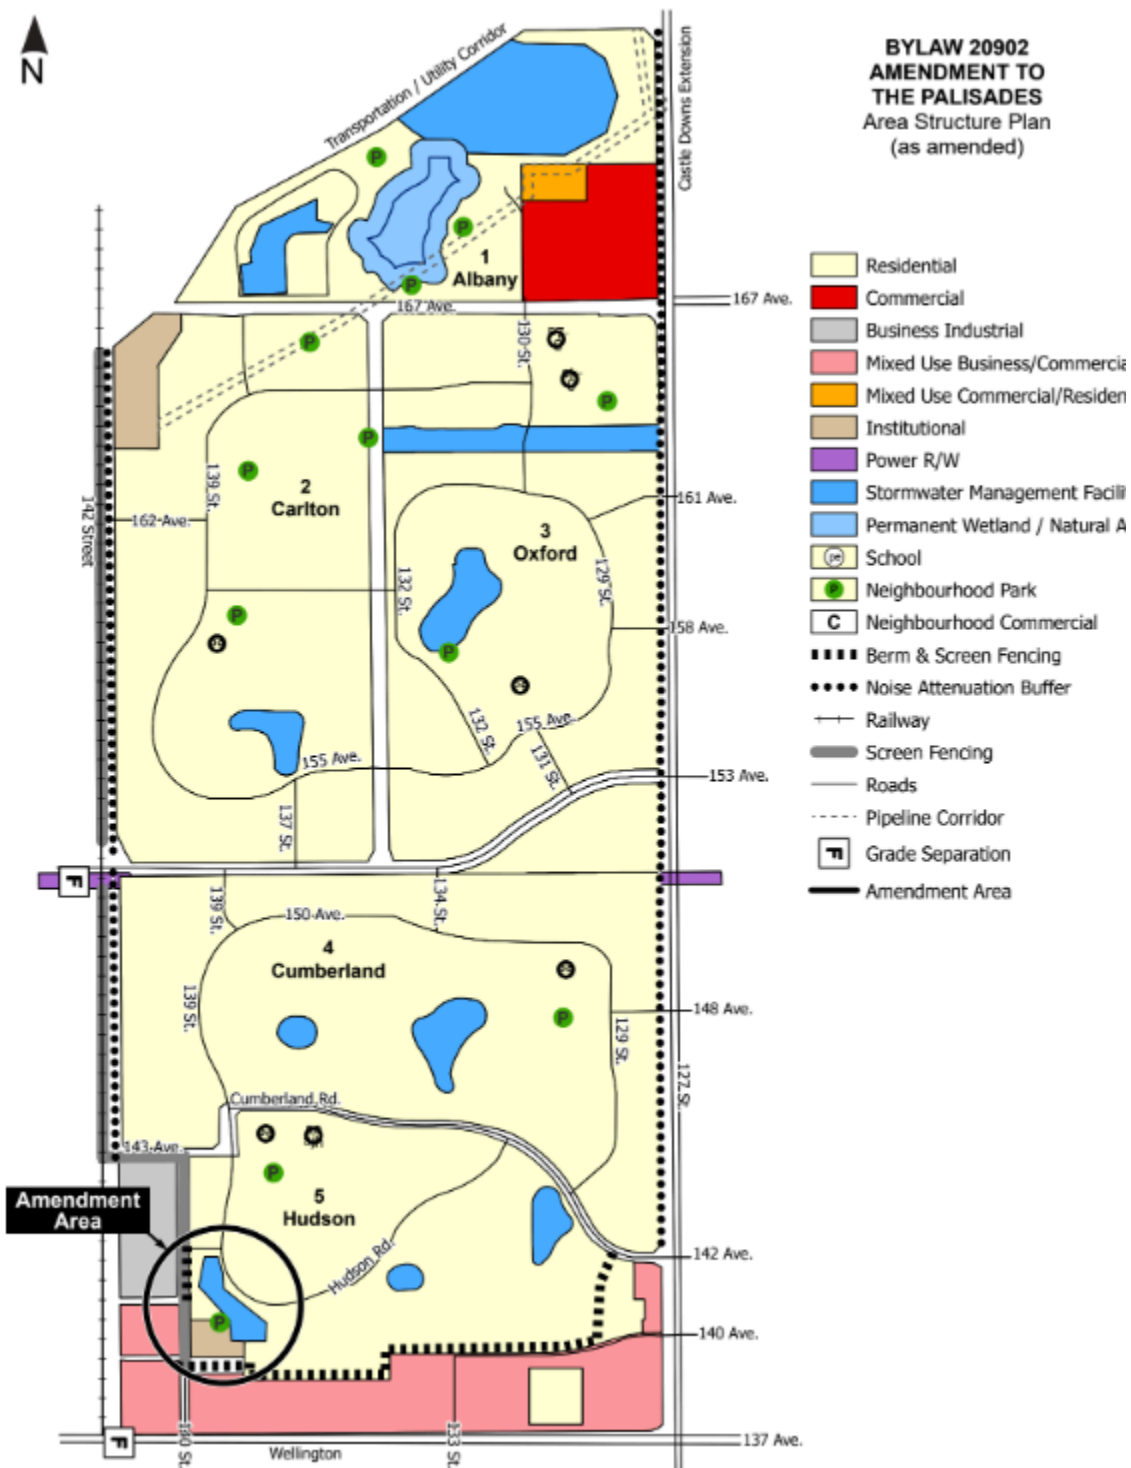 N
BYLAW 20902
AMENDMENT TO
THE PALISADES
Area Structure Plan
(as amended)
Transportation / Utility Corridor
Castle Downs Extension
P
P
1
Albany
P
167 Ave.
167 Ave.
130 St.
P
P
P
P
139 St.
2
Carlton
142 Street
162 Ave.
161 Ave.
3
Oxford
132 St.
129 St.
P
158 Ave.
P
132 St.
155 Ave.
155 Ave.
131 St.
153 Ave.
137 St.
F
139 St.
134 St.
150 Ave.
4
Cumberland
139 St.
P
148 Ave.
129 St.
127 St.
Cumberland Rd.
143 Ave.
P
5
Hudson
Amendment
Area
Hudson Rd.
142 Ave.
P
140 Ave.
F
133 St.
137 Ave.
Wellington
Residential
Commercial
Business Industrial
Mixed Use Business/Commercia
Mixed Use Commercial/Residen
Institutional
Power R/W
Stormwater Management Facili
Permanent Wetland / Natural A
School
P Neighbourhood Park
C Neighbourhood Commercial
Berm & Screen Fencing
Noise Attenuation Buffer
Railway
Screen Fencing
Roads
Pipeline Corridor
F Grade Separation
Amendment Area